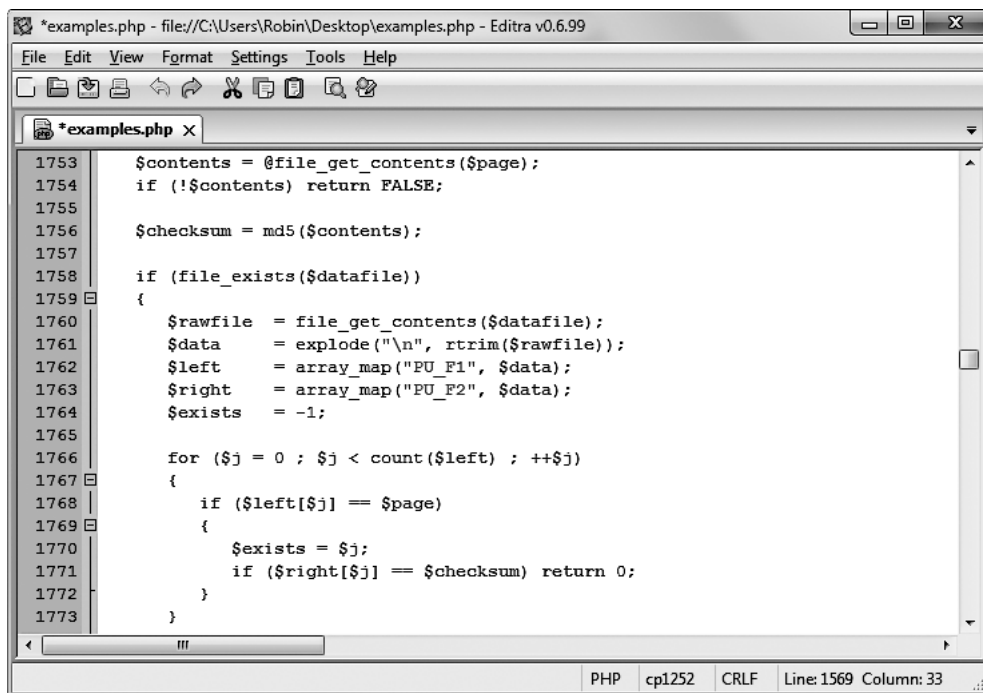 *examples.php - file://C:\Users\Robin\Desktop\examples.php - Editra v0.6.99
File Edit View Format Settings Tools Help
*examples.php X
1753 $contents = @file_get_contents($page);
1754 if (!$contents) return FALSE;
1755
1756 $checksum = md5($contents);
1757
1758 if (file_exists($datafile))
1759 {
1760 $rawfile = file_get_contents($datafile);
1761 $data = explode("\n", rtrim($rawfile));
1762 $left = array_map("PU_F1", $data);
1763 $right = array_map("PU_F2", $data);
1764 $exists = -1;
1765
1766 for ($j = 0 ; $j < count($left) ; ++$j)
1767 {
1768 if ($left[$j] == $page)
1769 {
1770 $exists = $j;
1771 if ($right[$j] == $checksum) return 0;
1772 }
1773 }
PHP cp1252 CRLF Line: 1569 Column: 33